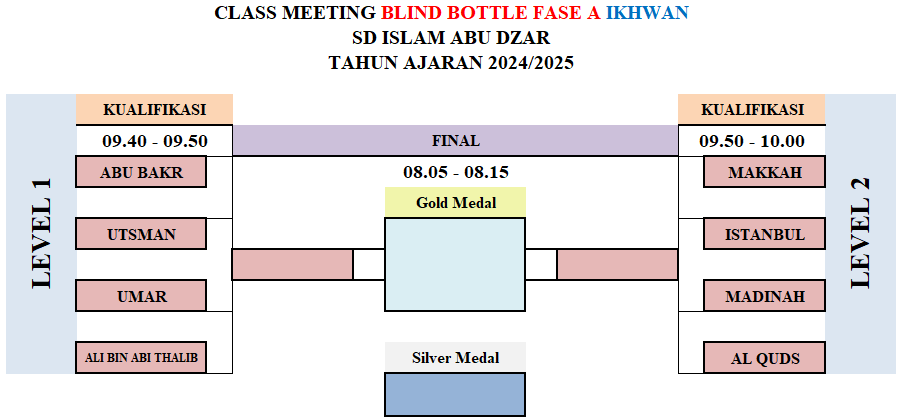 CLASS MEETING BLIND BOTTLE FASE A IKHWAN
SD ISLAM ABU DZAR
TAHUN AJARAN 2024/2025
LEVEL 1
KUALIFIKASI
09.40 - 09.50
ABU BAKR
UTSMAN
UMAR
ALI BIN ABI THALIB
FINAL
08.05 - 08.15
Gold Medal
Silver Medal
KUALIFIKASI
09.50 - 10.00
MAKKAH
ISTANBUL
MADINAH
AL QUDS
LEVEL 2